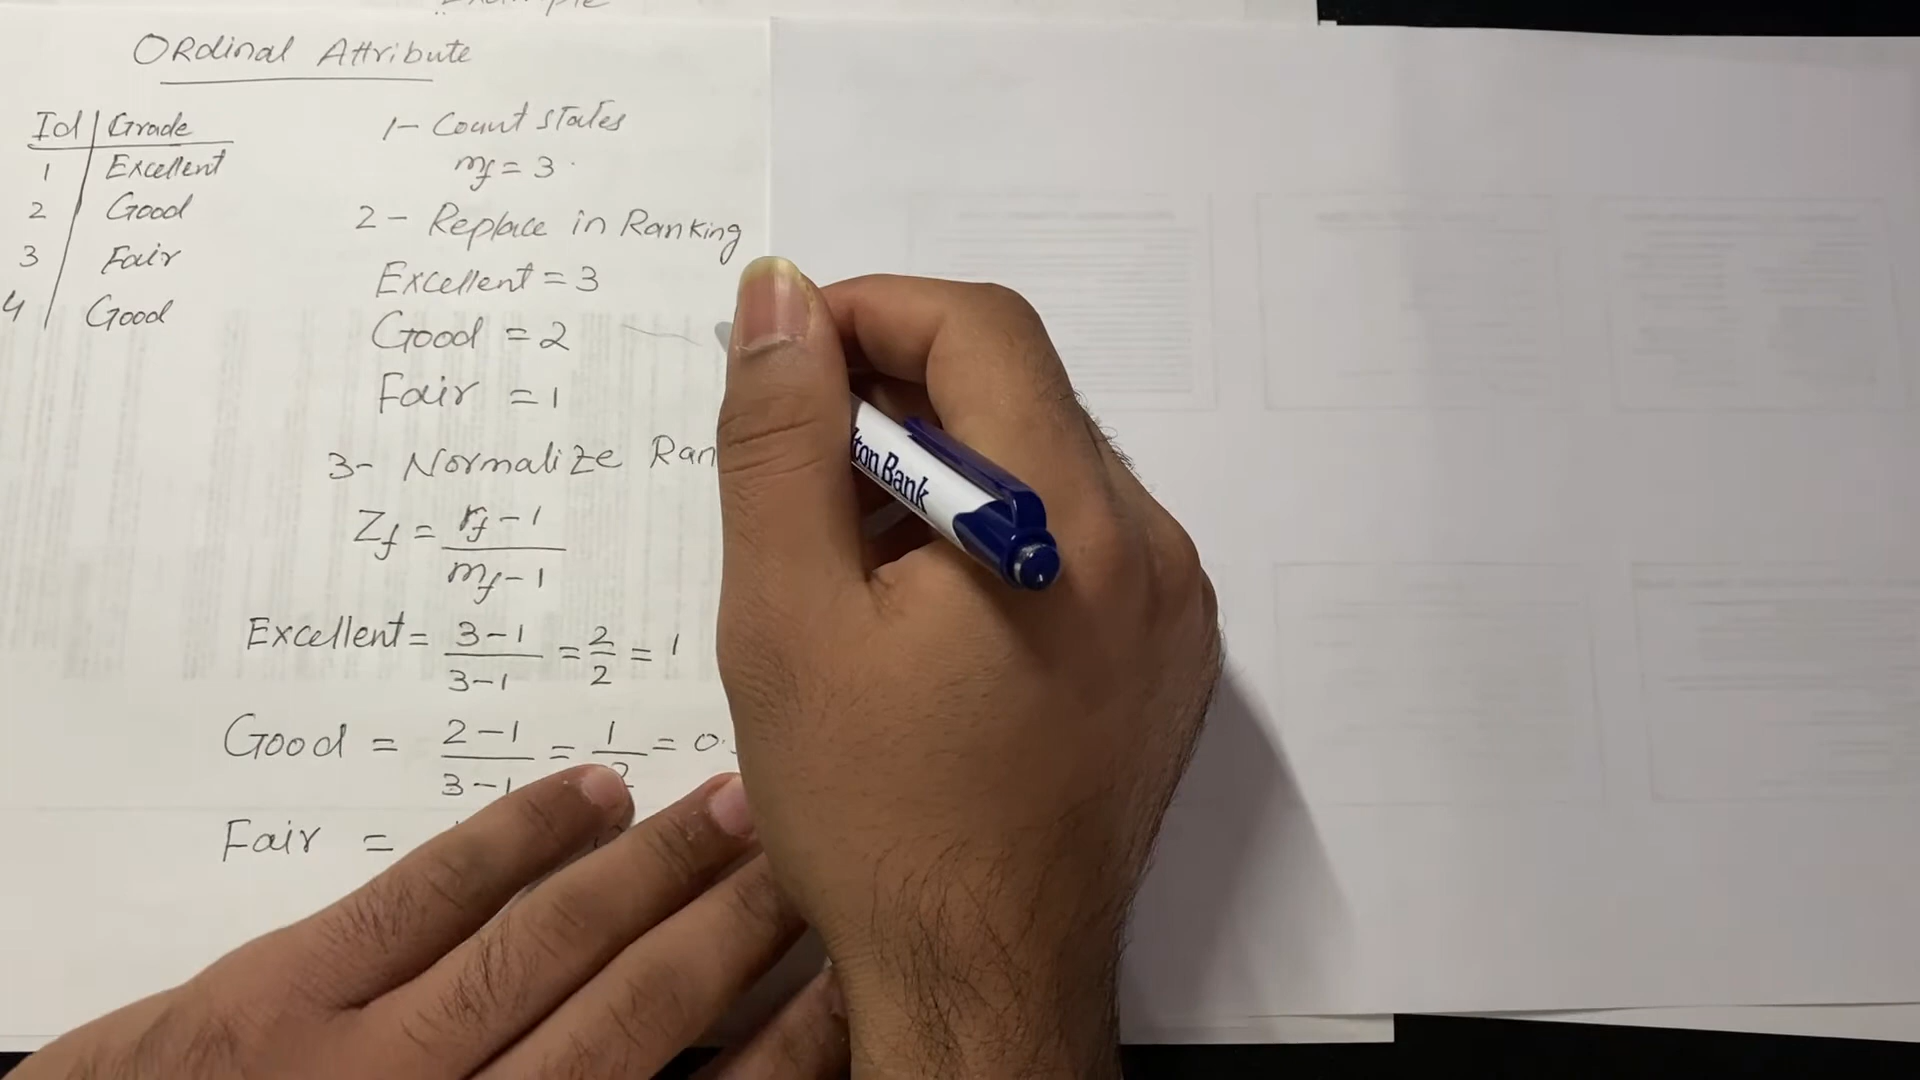 Ordinal Attribute
Id Grade
1 Excellent
2 Good
3 Fair
4 Good
1- Count states
mf = 3
2- Replace in Ranking
Excellent = 3
Good = 2
Fair = 1
3- Normalize
Zf = rf-1 / mf-1
Excellent = 3-1 / 3-1 = 2/2 = 1
Good = 2-1 / 3-1 = 1/2 = 0.
Fair =
Bank